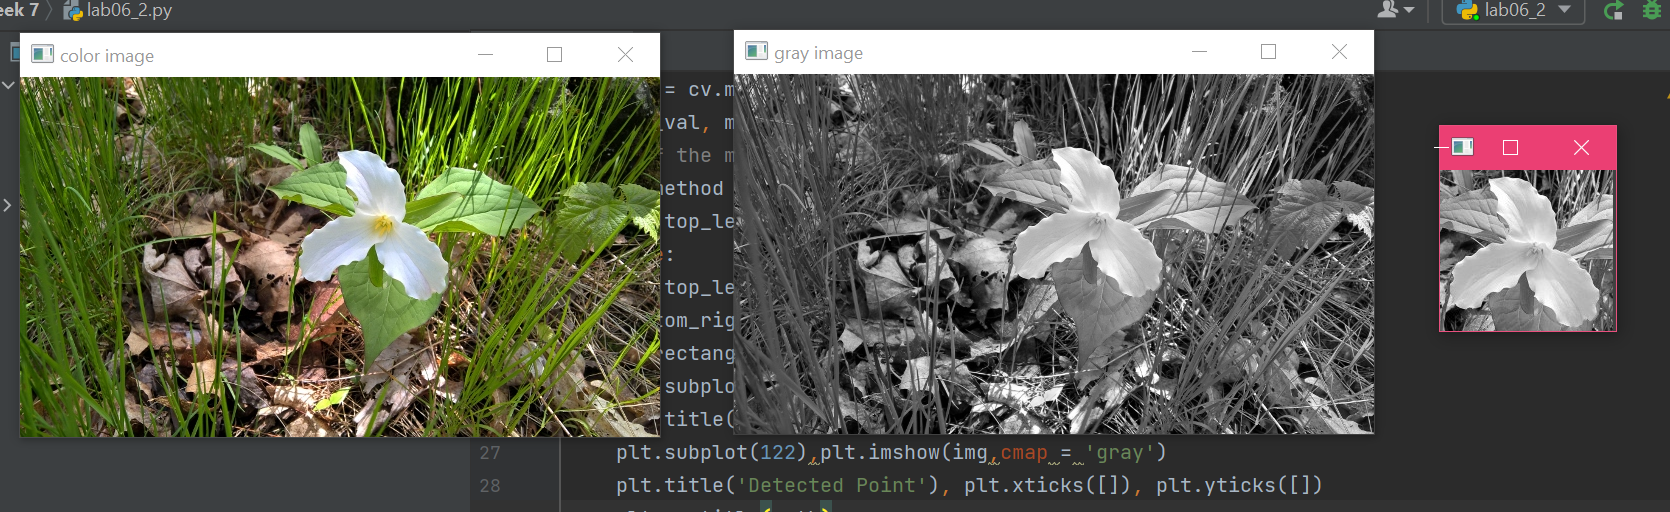 eek 7 lab06_2.py lab06_2
color image
gray image
= cv.m
val, m
f the m
ethod
top_le
:
top_le
om_rig
ectang
subplo
title(
27 plt.subplot(122),plt.imshow(img,cmap = 'gray')
28 plt.title('Detected Point'), plt.xticks([]), plt.yticks([])